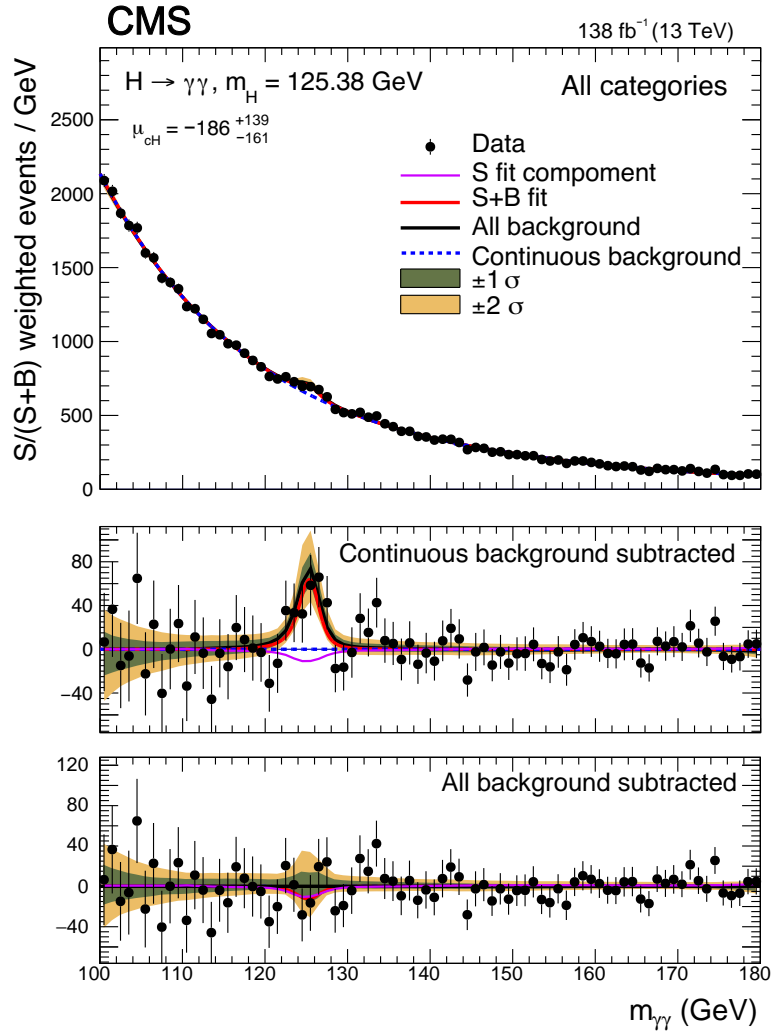 CMS
138 fb⁻¹ (13 TeV)
H → γγ, m_H = 125.38 GeV
All categories
μ_cH = −186 +139 −161
Data
S fit compoment
S+B fit
All background
Continuous background
±1 σ
±2 σ
S/(S+B) weighted events / GeV
2500
2000
1500
1000
500
0
Continuous background subtracted
80
40
0
−40
All background subtracted
120
80
40
0
−40
100 110 120 130 140 150 160 170 180
m_γγ (GeV)